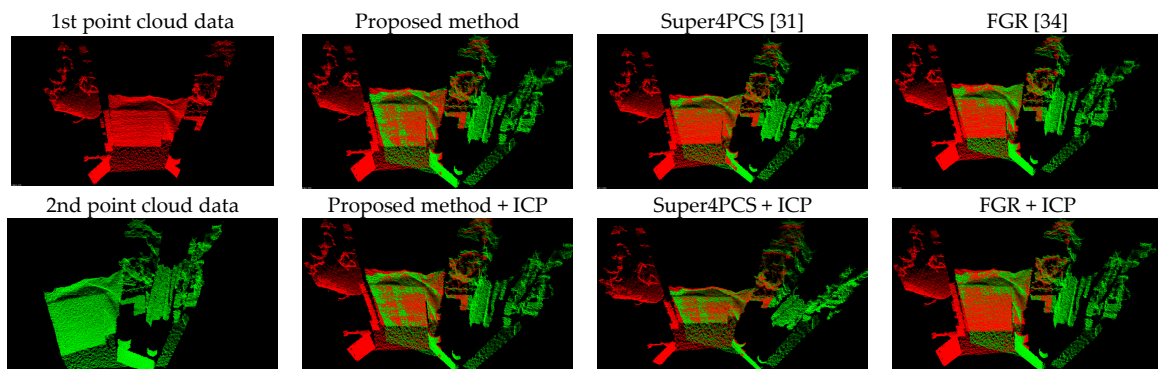 1st point cloud data
Proposed method
Super4PCS [31]
FGR [34]
2nd point cloud data
Proposed method + ICP
Super4PCS + ICP
FGR + ICP